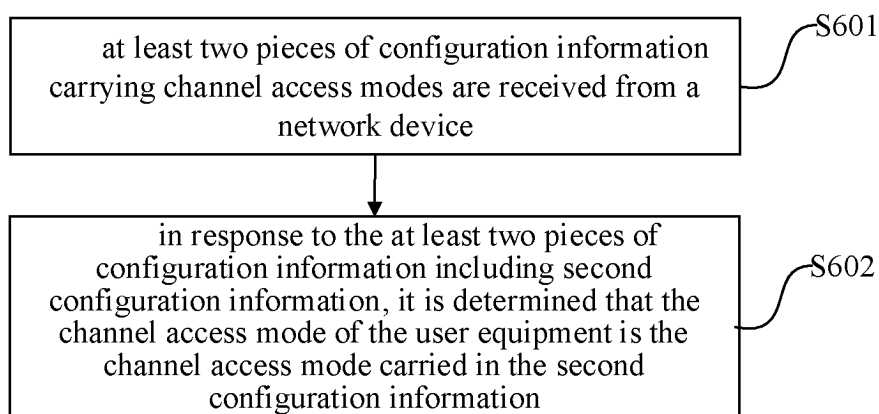 at least two pieces of configuration information
carrying channel access modes are received from a
network device
S601
in response to the at least two pieces of
configuration information including second
configuration information, it is determined that the
channel access mode of the user equipment is the
channel access mode carried in the second
configuration information
S602